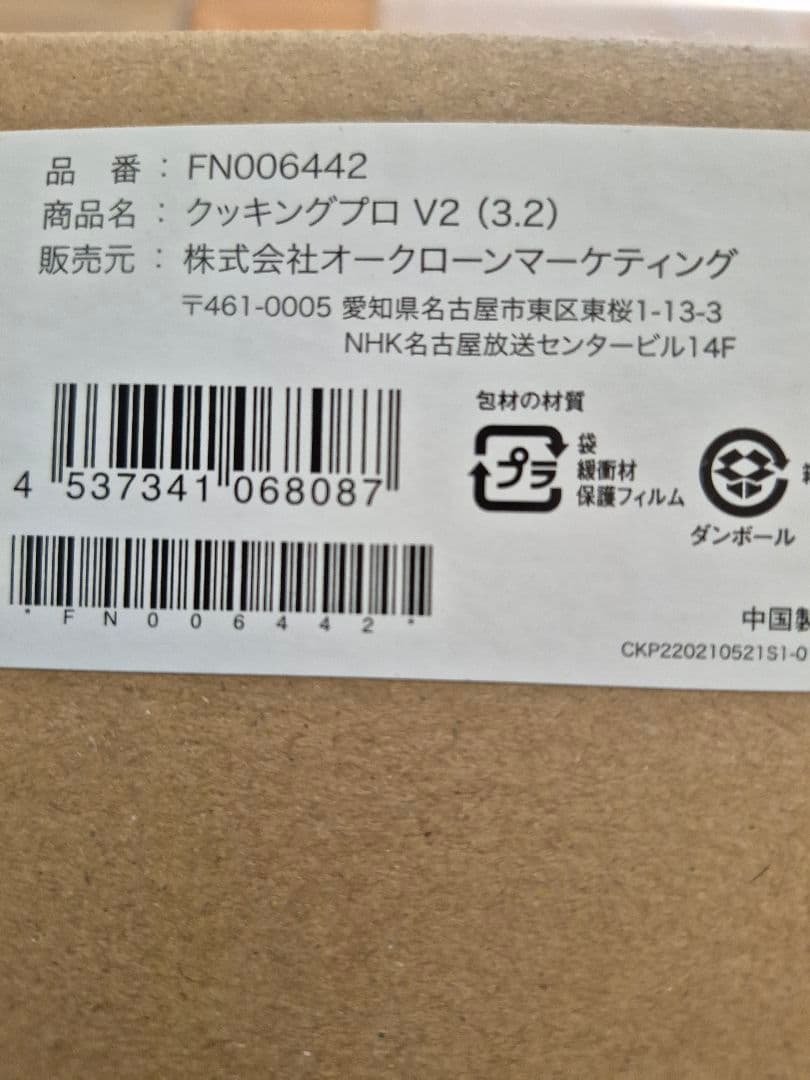 品 番 : FN006442
商品名 : クッキングプロ V2 (3.2)
販売元 : 株式会社オークローンマーケティング
〒461-0005 愛知県名古屋市東区東桜1-13-3
NHK名古屋放送センタービル14F
包材の材質
プラ
袋
緩衝材
保護フィルム
ダンボール
4 537341 068087
*FN006442*
中国製
CKP220210521S1-0